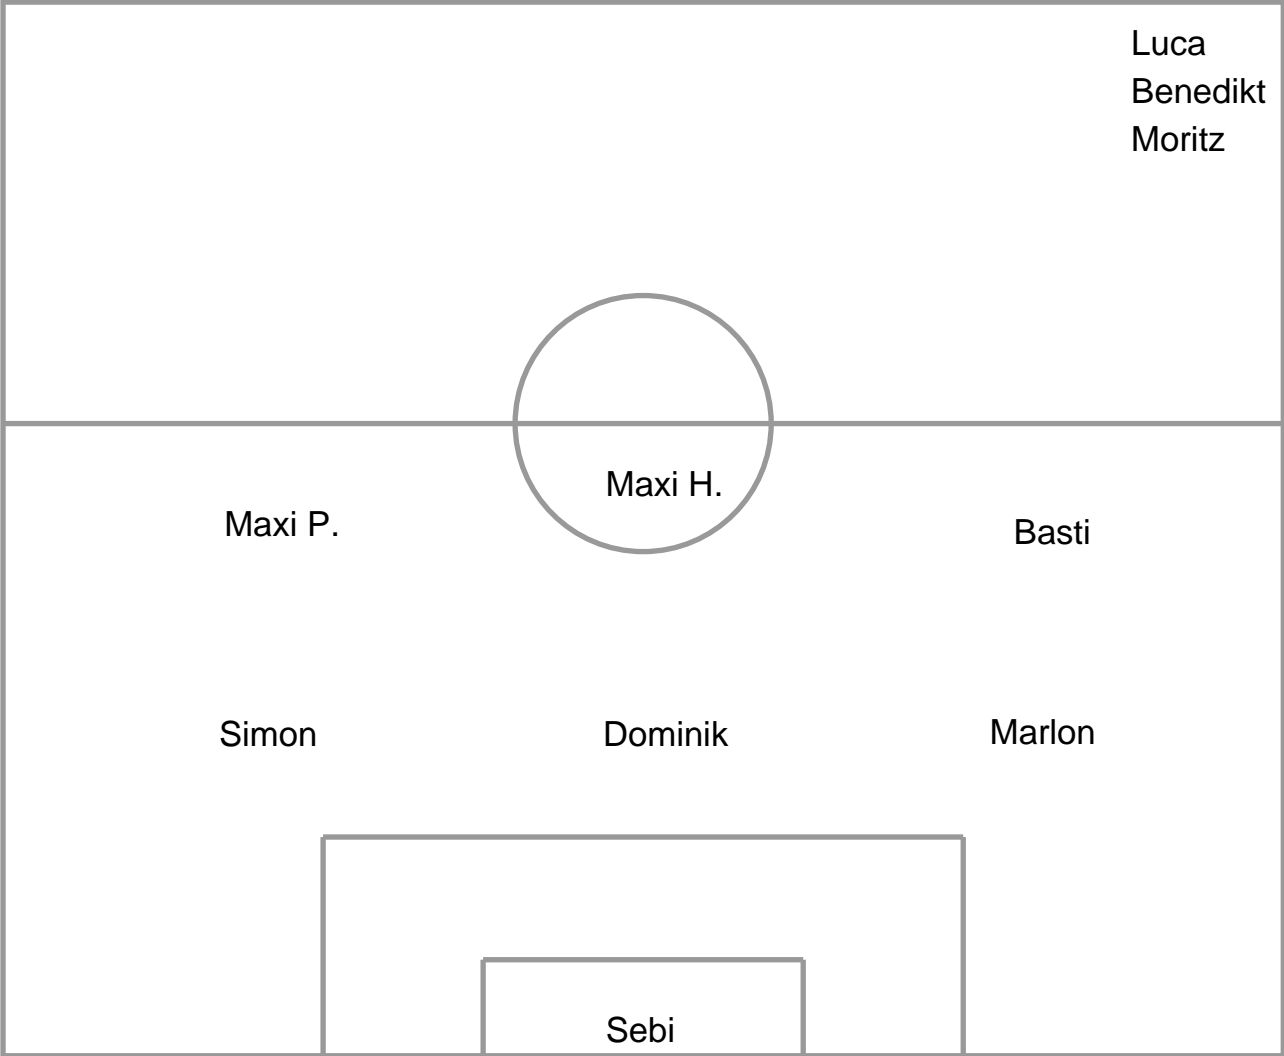 Luca
Benedikt
Moritz
Maxi H.
Maxi P.
Basti
Simon
Dominik
Marlon
Sebi